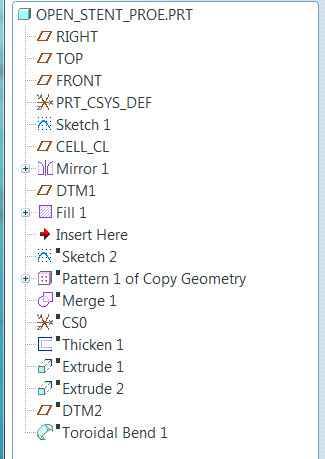 OPEN_STENT_PROE.PRT
RIGHT
TOP
FRONT
PRT_CSYS_DEF
Sketch 1
CELL_CL
Mirror 1
DTM1
Fill 1
Insert Here
Sketch 2
Pattern 1 of Copy Geometry
Merge 1
CS0
Thicken 1
Extrude 1
Extrude 2
DTM2
Toroidal Bend 1